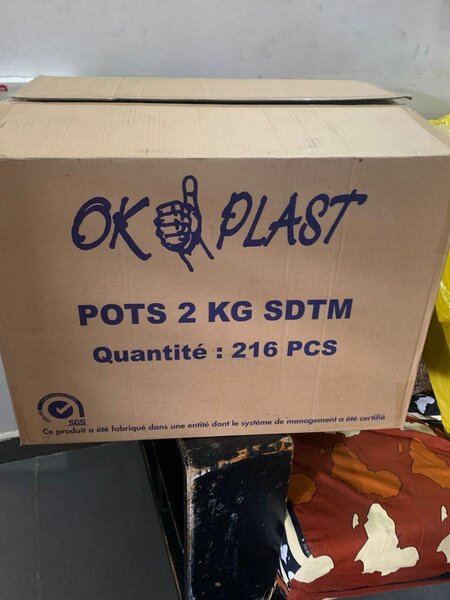 OK PLAST
POTS 2 KG SDTM
Quantité : 216 PCS
SGS
Ce produit a été fabriqué dans une entité dont le système de management a été certifié